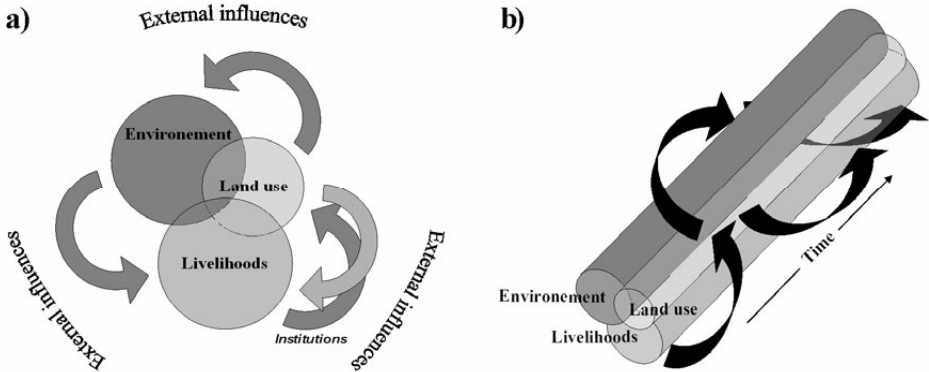 a)
External influences
Environement
Land use
Livelihoods
External influences
External influences
Institutions
b)
Time
Environement
Land use
Livelihoods